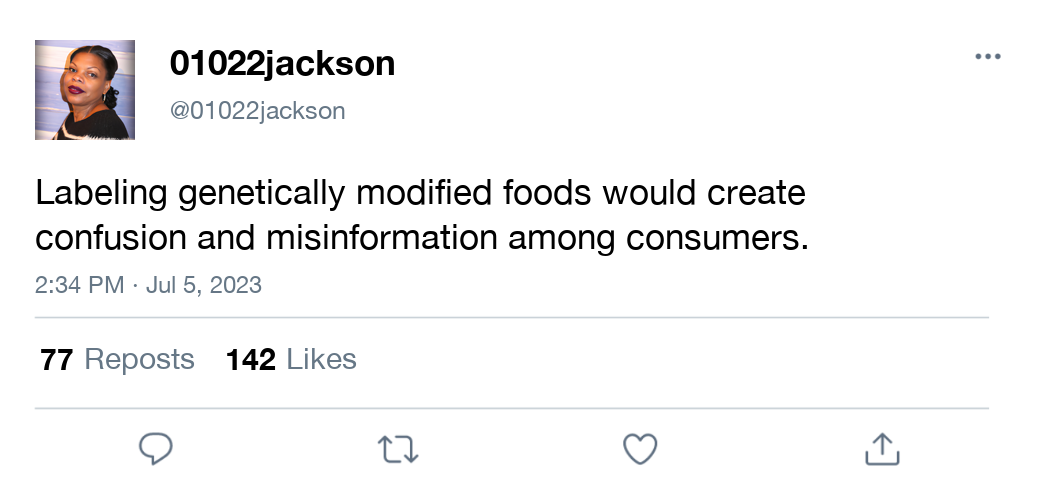 01022jackson
@01022jackson
Labeling genetically modified foods would create
confusion and misinformation among consumers.
2:34 PM · Jul 5, 2023
77 Reposts 142 Likes